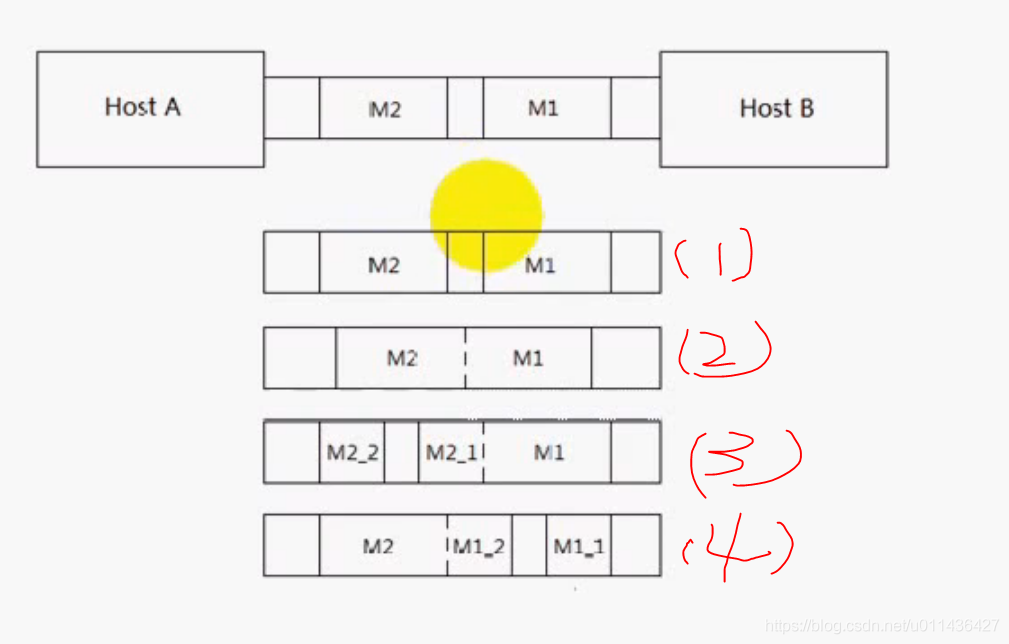 Host A M2 M1 Host B
M2 M1 (1)
M2 M1 (2)
M2_2 M2_1 M1 (3)
M2 M1_2 M1_1 (4)
https://blog.csdn.net/u011436427